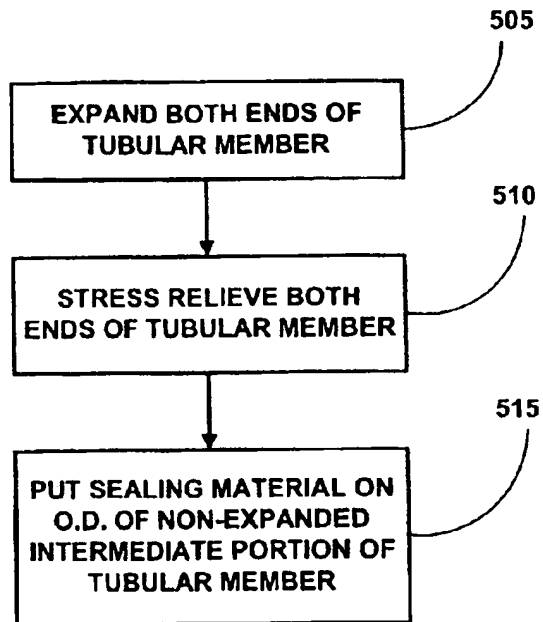 505
EXPAND BOTH ENDS OF
TUBULAR MEMBER
510
STRESS RELIEVE BOTH
ENDS OF TUBULAR MEMBER
515
PUT SEALING MATERIAL ON
O.D. OF NON-EXPANDED
INTERMEDIATE PORTION OF
TUBULAR MEMBER